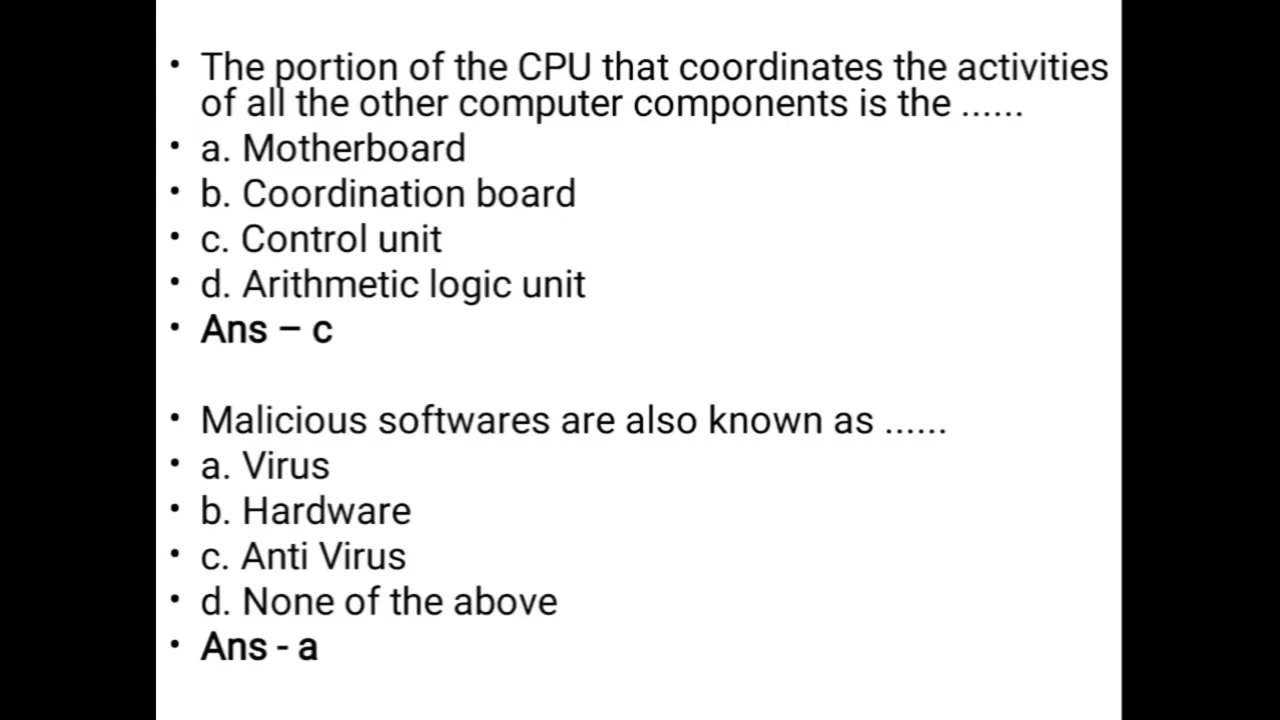 • The portion of the CPU that coordinates the activities
of all the other computer components is the ......
• a. Motherboard
• b. Coordination board
• c. Control unit
• d. Arithmetic logic unit
• Ans – c
• Malicious softwares are also known as ......
• a. Virus
• b. Hardware
• c. Anti Virus
• d. None of the above
• Ans - a